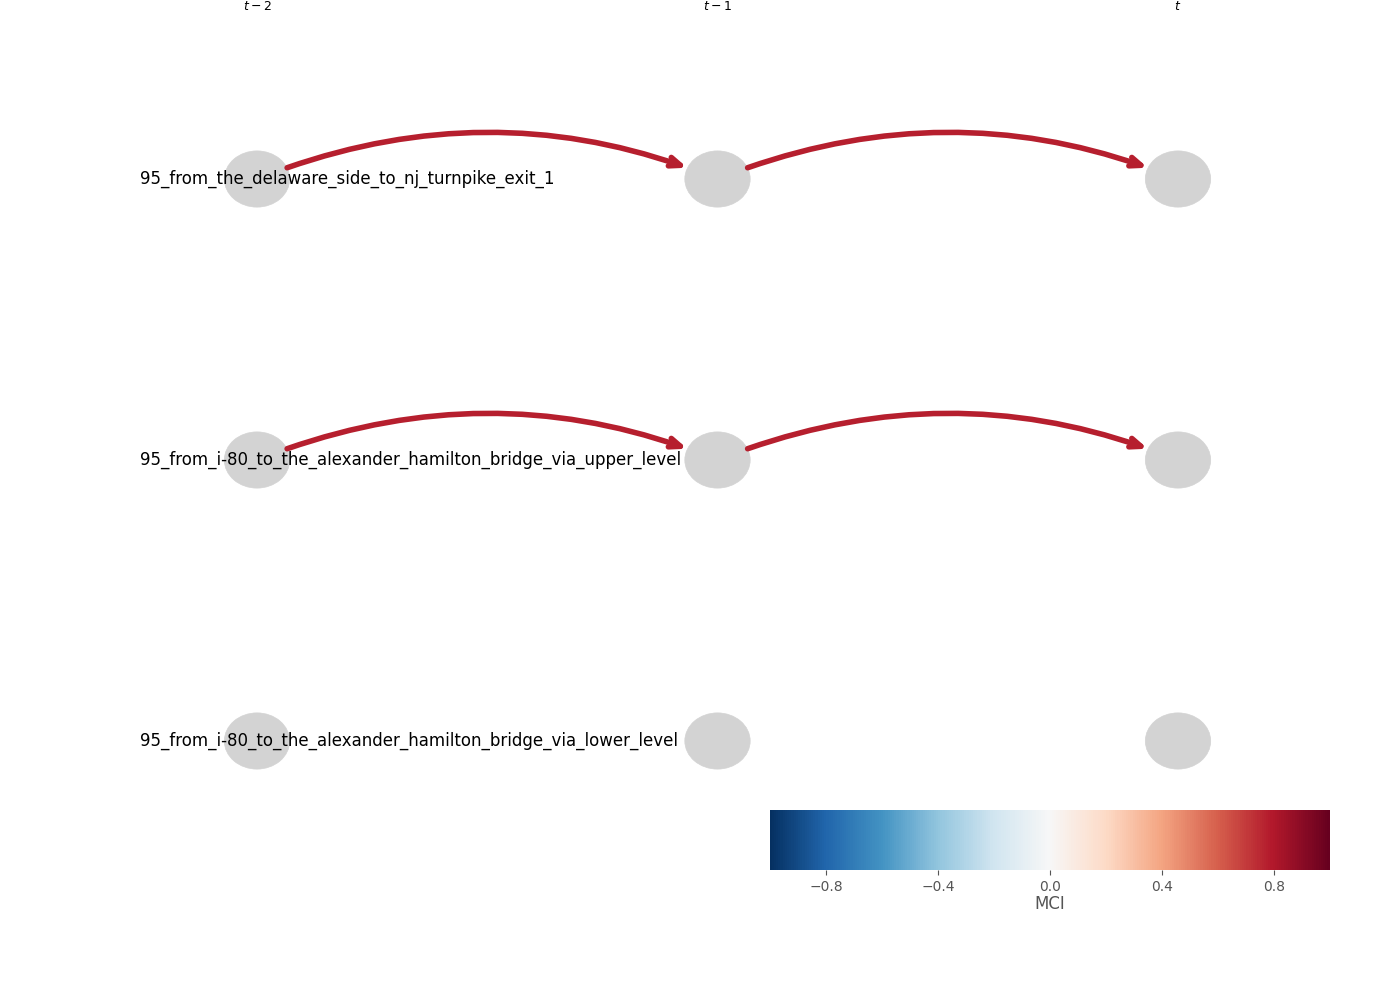 t − 2 t − 1 t
95_from_the_delaware_side_to_nj_turnpike_exit_1
95_from_i-80_to_the_alexander_hamilton_bridge_via_upper_level
95_from_i-80_to_the_alexander_hamilton_bridge_via_lower_level
−0.8 −0.4 0.0 0.4 0.8
MCI